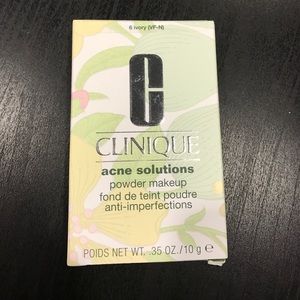 6 ivory (VF-N)
C
CLINIQUE
acne solutions
powder makeup
fond de teint poudre
anti-imperfections
POIDS NET WT. .35 OZ./10 g ℮